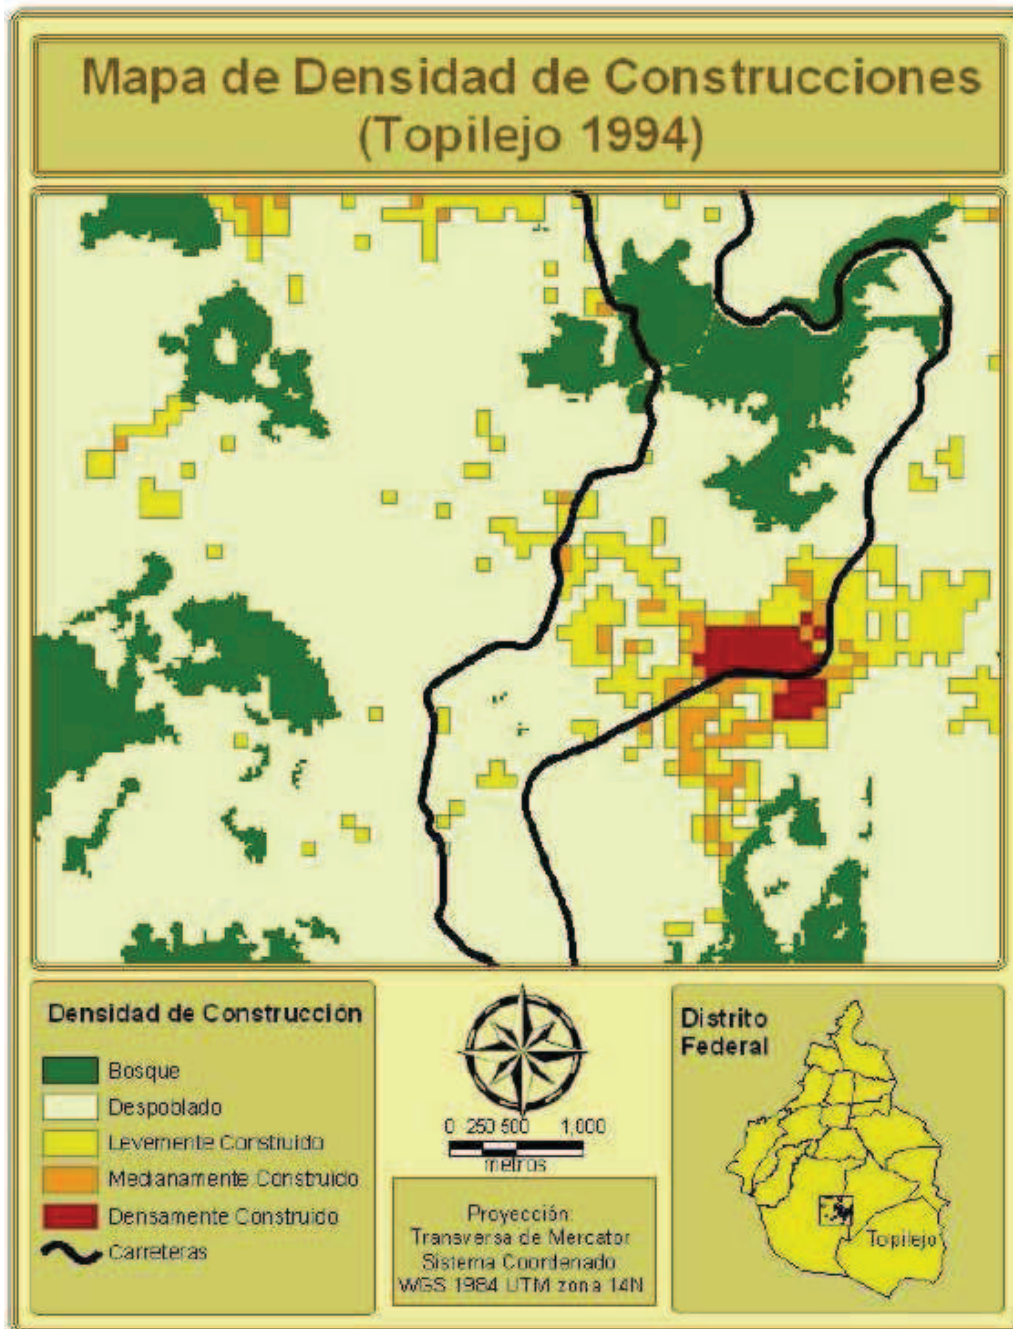 Mapa de Densidad de Construcciones
(Topilejo 1994)
Densidad de Construcción
Bosque
Despoblado
Levemente Construido
Medianamente Construido
Densamente Construido
Carreteras
0 250 500 1,000
metros
Proyección
Transversa de Mercator
Sistema Coordenado
WGS 1984 UTM zona 14N
Distrito
Federal
Topilejo